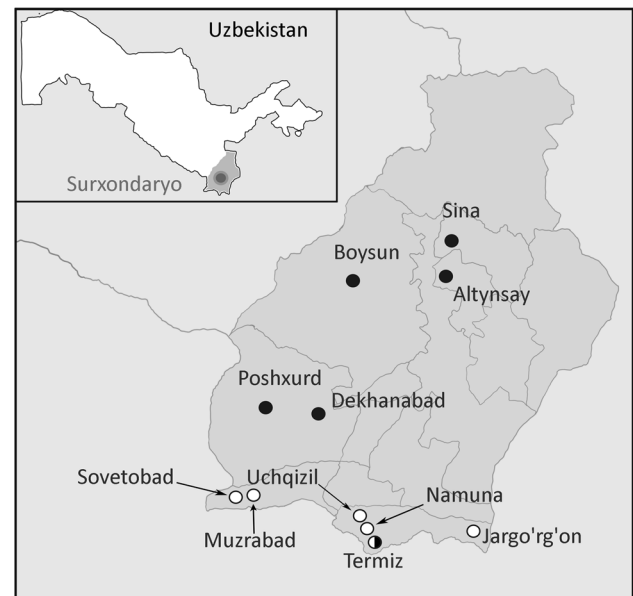 Uzbekistan
Surxondaryo
Sina
Boysun
Altynsay
Poshxurd
Dekhanabad
Sovetobad
Uchqizil
Namuna
Muzrabad
Jargo'rg'on
Termiz